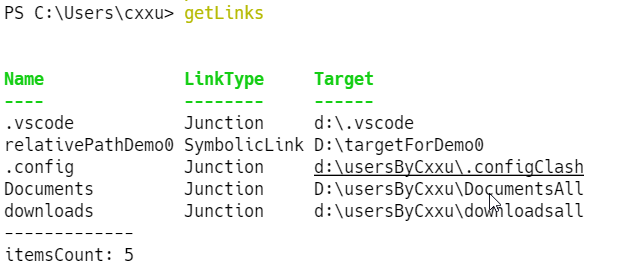 PS C:\Users\cxxu> getLinks
Name LinkType Target
---- -------- ------
.vscode Junction d:\.vscode
relativePathDemo0 SymbolicLink D:\targetForDemo0
.config Junction d:\usersByCxxu\.configClash
Documents Junction D:\usersByCxxu\DocumentsAll
downloads Junction d:\usersByCxxu\downloadsall
-------------
itemsCount: 5